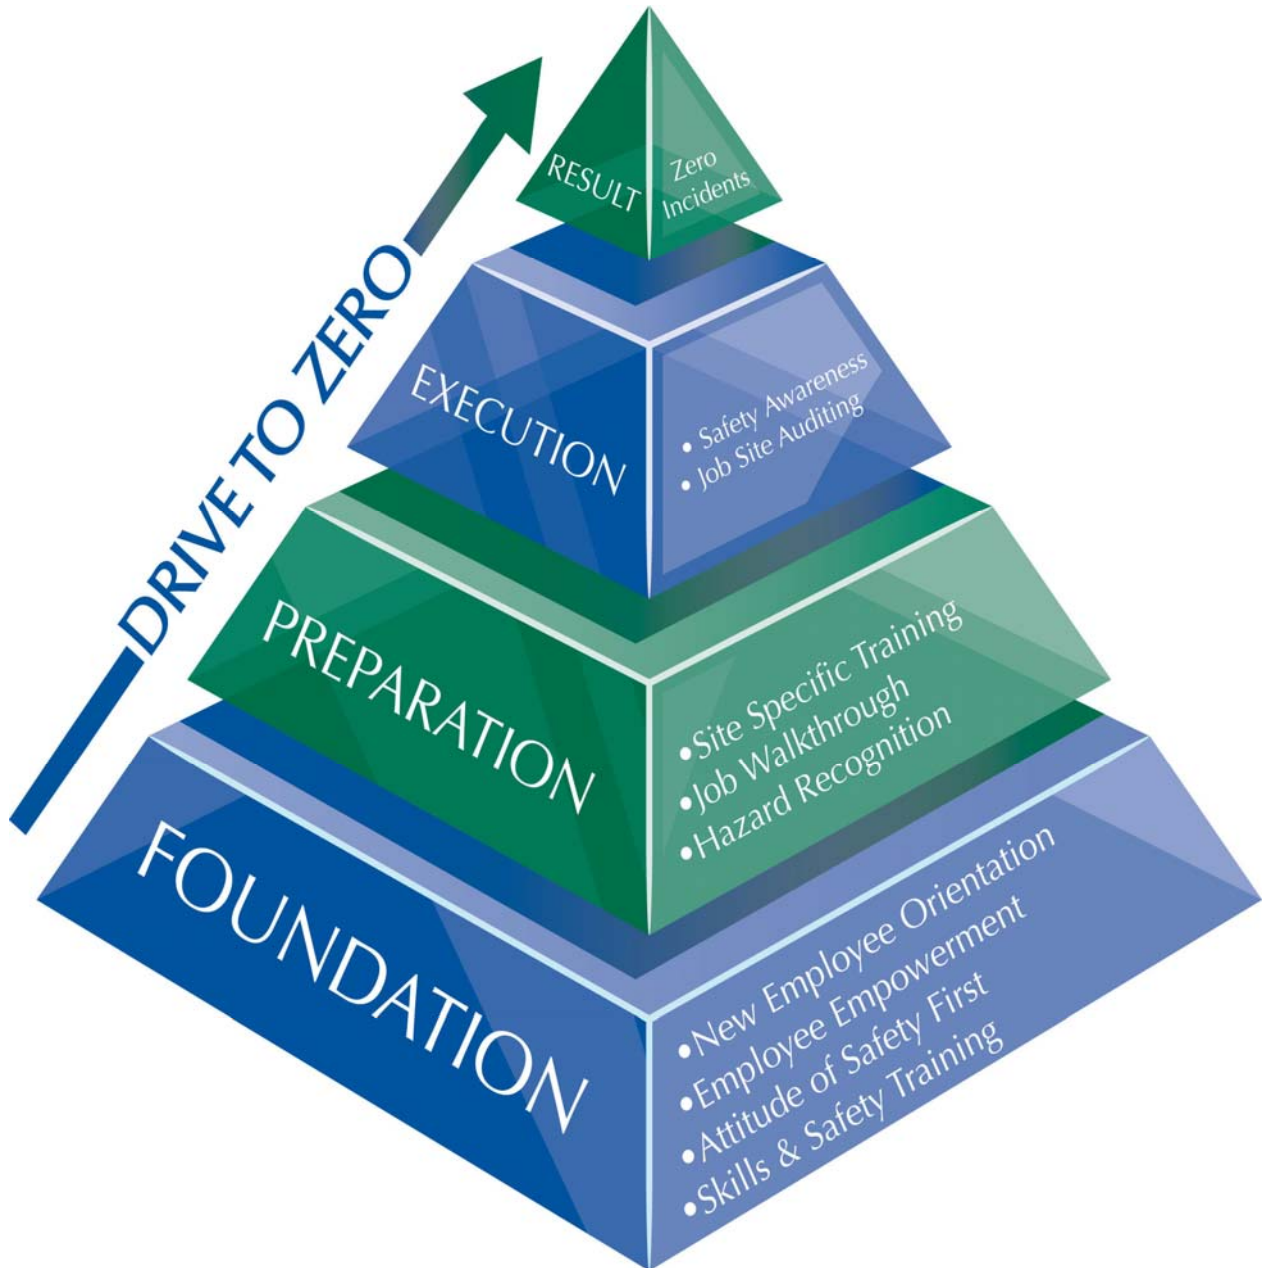 DRIVE TO ZERO
RESULT
Zero
Incidents
EXECUTION
• Safety Awareness
• Job Site Auditing
PREPARATION
•Site Specific Training
•Job Walkthrough
•Hazard Recognition
FOUNDATION
•New Employee Orientation
•Employee Empowerment
•Attitude of Safety First
•Skills & Safety Training